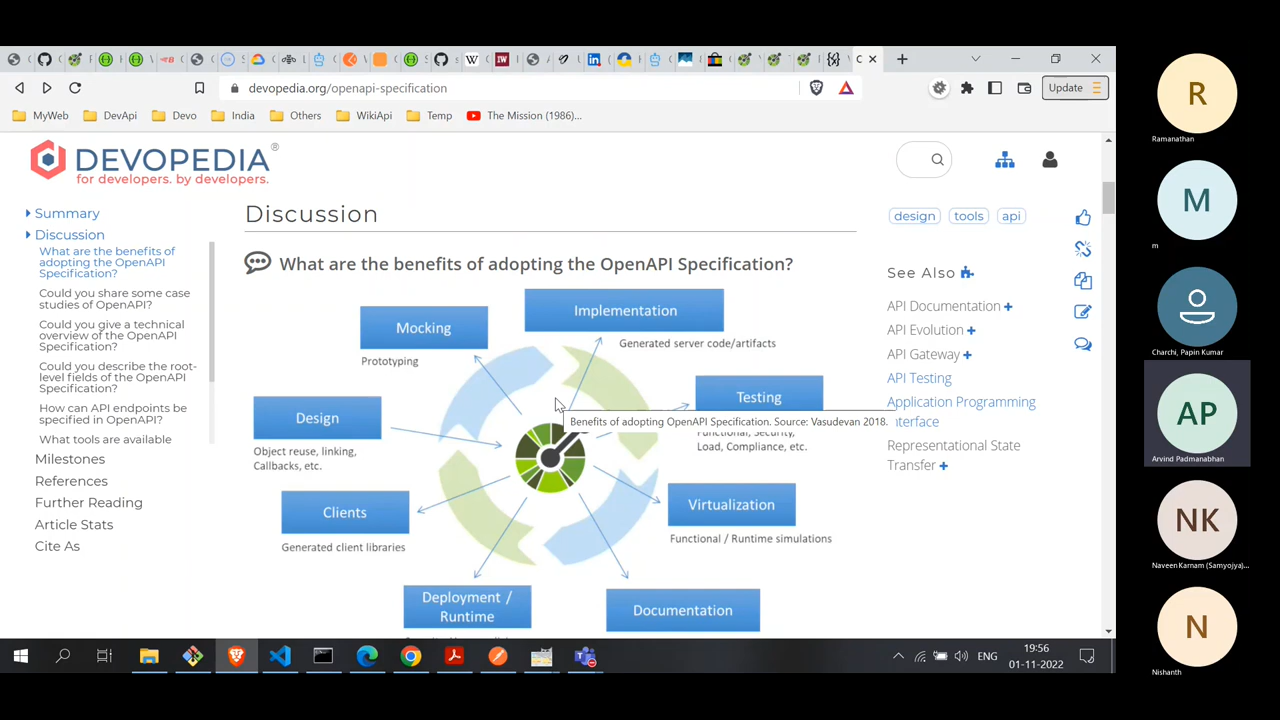 devopedia.org/openapi-specification
Update
MyWeb
DevApi
Devo
India
Others
WikiApi
Temp
The Mission (1986)...
DEVOPEDIA®
for developers. by developers.
Summary
Discussion
What are the benefits of
adopting the OpenAPI
Specification?
Could you share some case
studies of OpenAPI?
Could you give a technical
overview of the OpenAPI
Specification?
Could you describe the root-
level fields of the OpenAPI
Specification?
How can API endpoints be
specified in OpenAPI?
What tools are available
Milestones
References
Further Reading
Article Stats
Cite As
Discussion
What are the benefits of adopting the OpenAPI Specification?
Mocking
Prototyping
Implementation
Generated server code/artifacts
Testing
Functional, Security,
Load, Compliance, etc.
Benefits of adopting OpenAPI Specification. Source: Vasudevan 2018.
Design
Object reuse, linking,
Callbacks, etc.
Clients
Generated client libraries
Virtualization
Functional / Runtime simulations
Deployment /
Runtime
Documentation
design
tools
api
See Also
API Documentation +
API Evolution +
API Gateway +
API Testing
Application Programming
nterface
Representational State
Transfer +
ENG
19:56
01-11-2022
R
Ramanathan
M
m
Charchi, Papin Kumar
AP
Arvind Padmanabhan
NK
Naveen Karnam (Samyojya)...
N
Nishanth